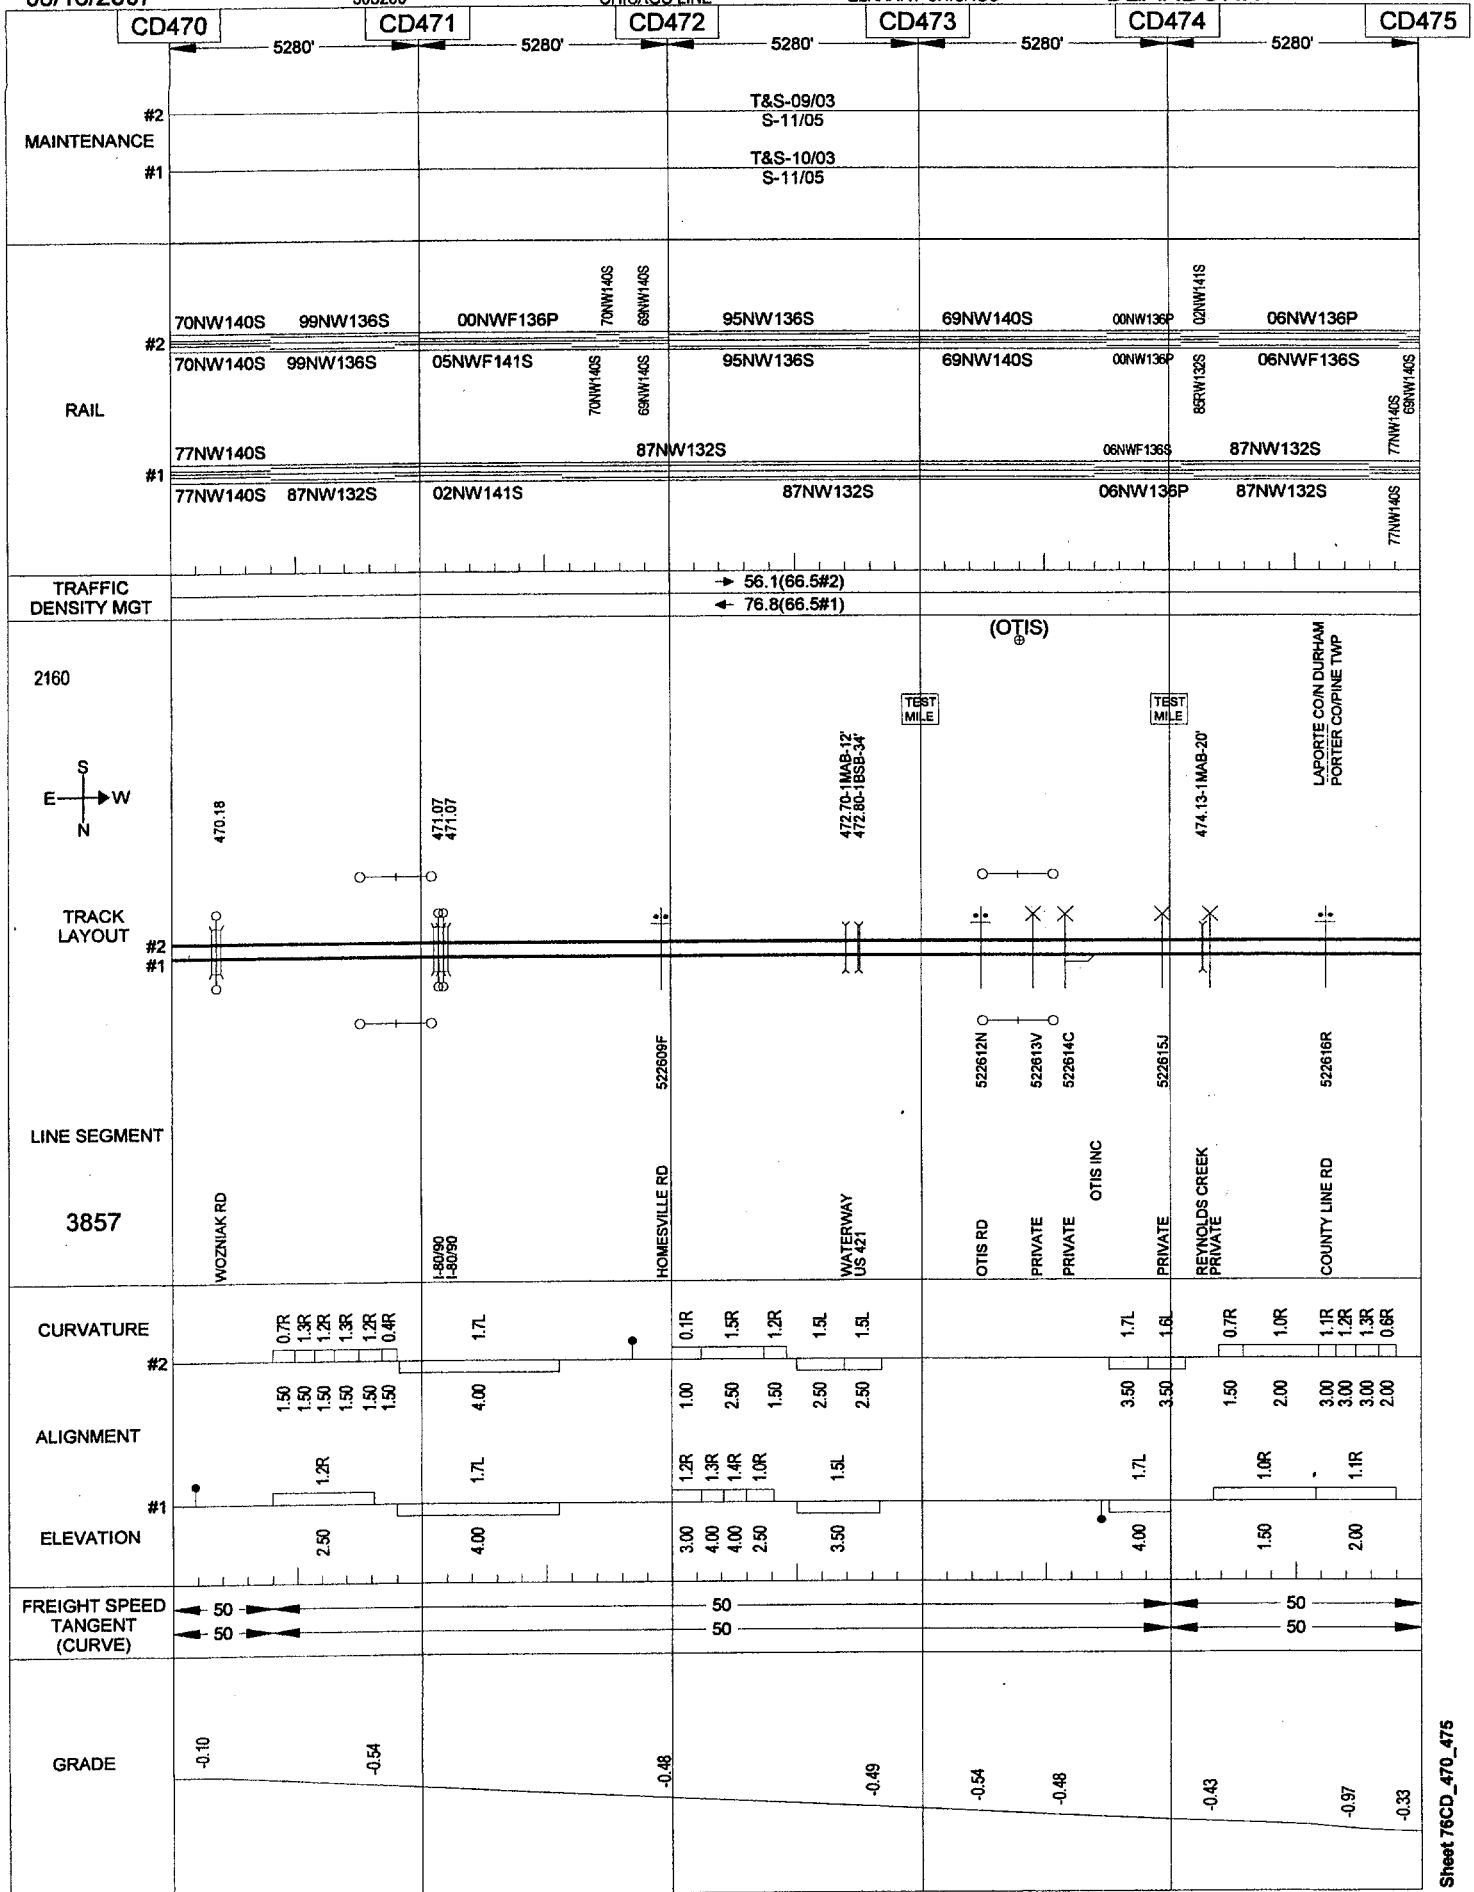 CD470 CD471 CD472 CD473 CD474 CD475
5280' 5280' 5280' 5280' 5280'
MAINTENANCE
#2
T&S-09/03
S-11/05
#1
T&S-10/03
S-11/05
RAIL
70NW140S 99NW136S 00NWF136P 70NW140S 69NW140S 95NW136S 69NW140S 00NW136P 02NW141S 06NW136P
#2
70NW140S 99NW136S 05NWF141S 70NW140S 69NW140S 95NW136S 69NW140S 00NW136P 85RW132S 06NWF136S 69NW140S
77NW140S 87NW132S 06NWF136S 87NW132S 77NW140S
#1
77NW140S 87NW132S 02NW141S 87NW132S 06NW136P 87NW132S 77NW140S
TRAFFIC
DENSITY MGT
56.1(66.5#2)
76.8(66.5#1)
(OTIS)
2160
TEST
MILE
TEST
MILE
LAPORTE CO/N DURHAM
PORTER CO/PINE TWP
S
E W
N
470.18
471.07
471.07
472.70-1MAB-12'
472.80-1BSB-34'
474.13-1MAB-20'
TRACK
LAYOUT
#2
#1
522609F
522612N
522613V
522614C
522615J
522616R
LINE SEGMENT
3857
WOZNIAK RD
I-80/90
I-80/90
HOMESVILLE RD
WATERWAY
US 421
OTIS RD
PRIVATE
PRIVATE
OTIS INC
PRIVATE
REYNOLDS CREEK
PRIVATE
COUNTY LINE RD
CURVATURE
0.7R 1.3R 1.2R 1.3R 1.2R 0.4R 1.7L 0.1R 1.5R 1.2R 1.5L 1.5L 1.7L 1.6L 0.7R 1.0R 1.1R 1.2R 1.3R 0.6R
#2
1.50 1.50 1.50 1.50 1.50 1.50 4.00 1.00 2.50 1.50 2.50 2.50 3.50 3.50 1.50 2.00 3.00 3.00 3.00 2.00
ALIGNMENT
1.2R 1.7L 1.2R 1.3R 1.4R 1.0R 1.5L 1.7L 1.0R 1.1R
#1
ELEVATION
2.50 4.00 3.00 4.00 4.00 2.50 3.50 4.00 1.50 2.00
FREIGHT SPEED
TANGENT
(CURVE)
50 50 50
50 50 50
GRADE
-0.10 -0.54 -0.48 -0.49 -0.54 -0.48 -0.43 -0.97 -0.33
Sheet 76CD_470_475